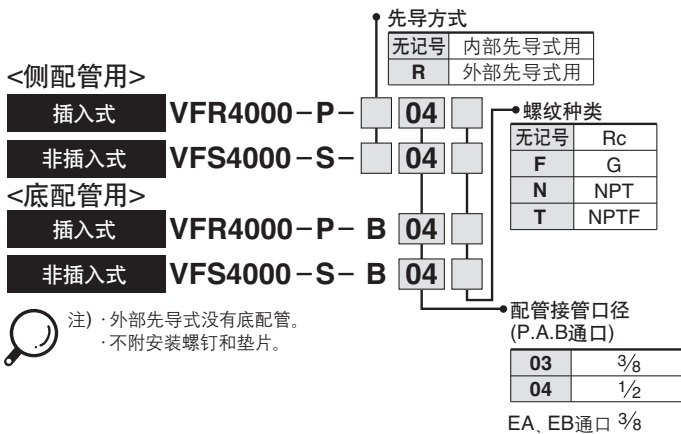 先导方式
无记号 内部先导式用
R 外部先导式用
<侧配管用>
插入式 VFR4000-P- 04
非插入式 VFS4000-S- 04
<底配管用>
插入式 VFR4000-P- B 04
非插入式 VFS4000-S- B 04
螺纹种类
无记号 Rc
F G
N NPT
T NPTF
注) ·外部先导式没有底配管。
·不附安装螺钉和垫片。
配管接管口径
(P.A.B通口)
03 3/8
04 1/2
EA、EB通口 3/8